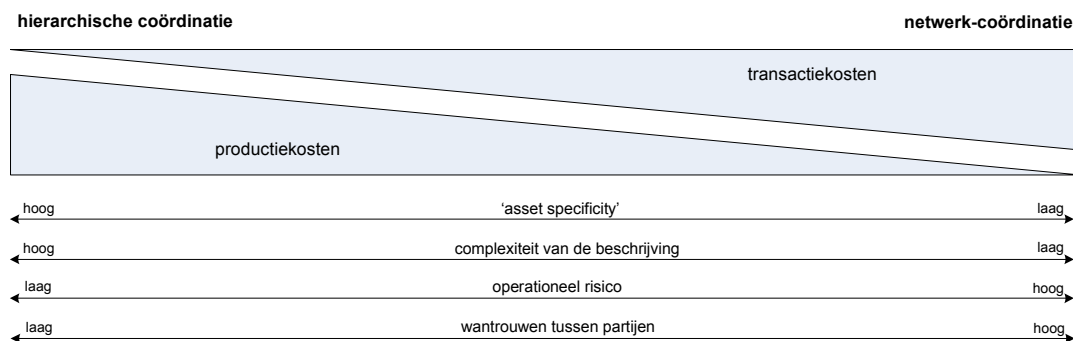 hiërarchische coördinatie netwerk-coördinatie
transactiekosten
productiekosten
hoog 'asset specificity' laag
hoog complexiteit van de beschrijving laag
laag operationeel risico hoog
laag wantrouwen tussen partijen hoog